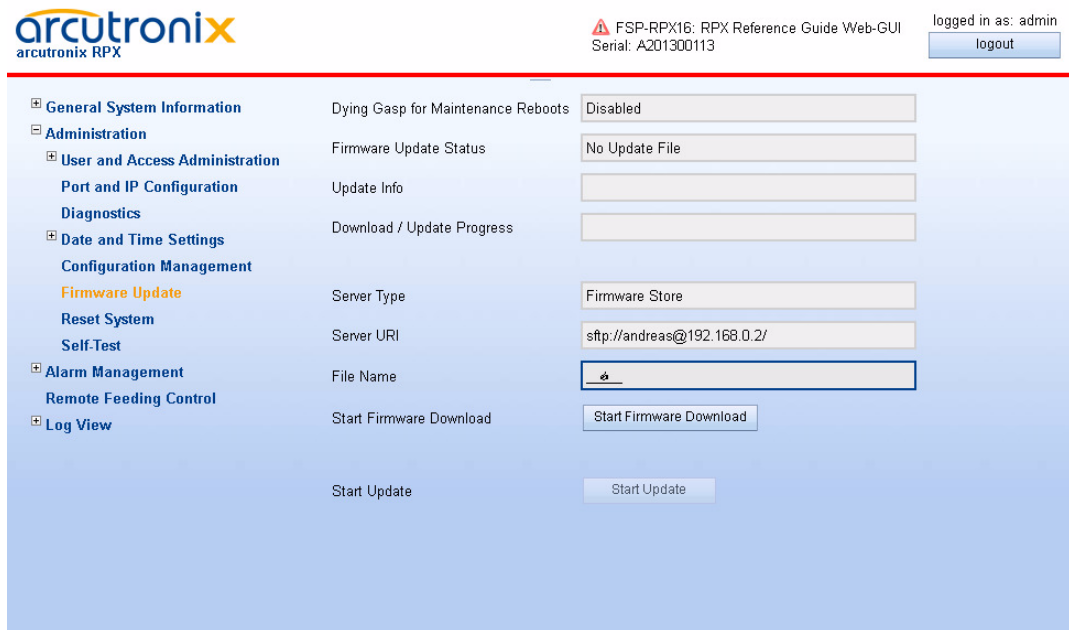 arcutronix
arcutronix RPX
FSP-RPX16: RPX Reference Guide Web-GUI
Serial: A201300113
logged in as: admin
logout
General System Information
Administration
User and Access Administration
Port and IP Configuration
Diagnostics
Date and Time Settings
Configuration Management
Firmware Update
Reset System
Self-Test
Alarm Management
Remote Feeding Control
Log View
Dying Gasp for Maintenance Reboots Disabled
Firmware Update Status No Update File
Update Info
Download / Update Progress
Server Type Firmware Store
Server URI sftp://andreas@192.168.0.2/
File Name
Start Firmware Download Start Firmware Download
Start Update Start Update